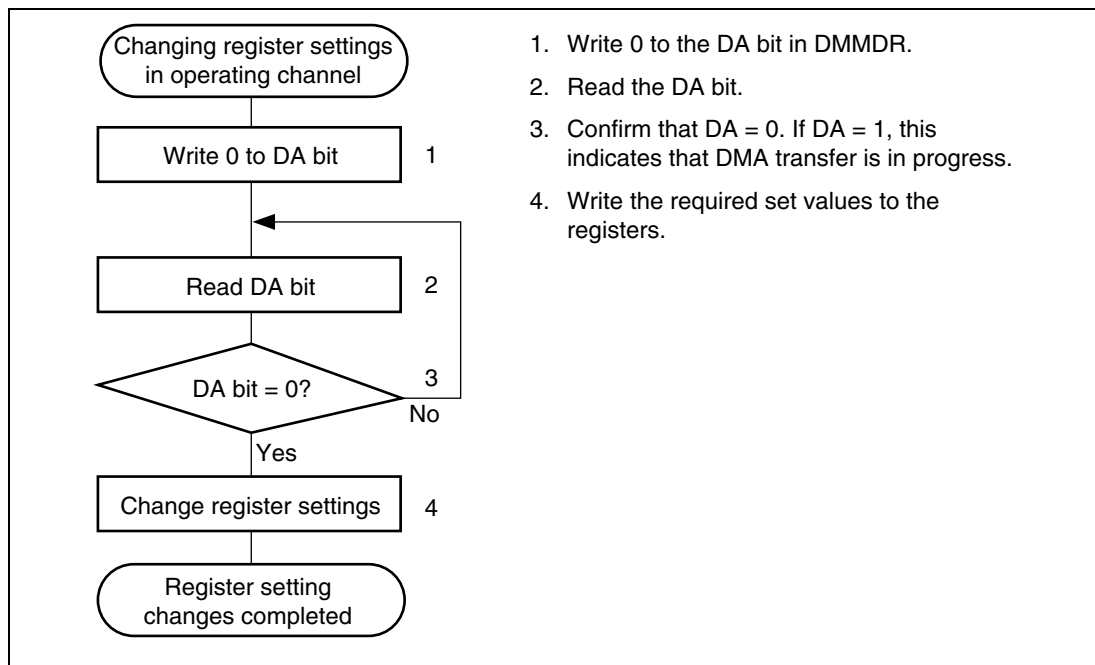 Changing register settings
in operating channel
Write 0 to DA bit
1
Read DA bit
2
DA bit = 0?
3
No
Yes
Change register settings
4
Register setting
changes completed
1. Write 0 to the DA bit in DMMDR.
2. Read the DA bit.
3. Confirm that DA = 0. If DA = 1, this
indicates that DMA transfer is in progress.
4. Write the required set values to the
registers.